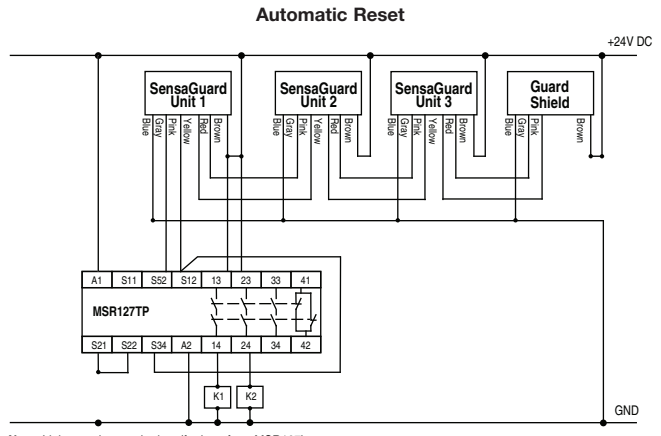 Automatic Reset
+24V DC
SensaGuard
Unit 1
SensaGuard
Unit 2
SensaGuard
Unit 3
Guard
Shield
Blue
Gray
Pink
Yellow
Red
Brown
Blue
Gray
Pink
Yellow
Red
Brown
Blue
Gray
Pink
Yellow
Red
Brown
Blue
Gray
Pink
Brown
A1 S11 S52 S12 13 23 33 41
MSR127TP
S21 S22 S34 A2 14 24 34 42
K1 K2
GND